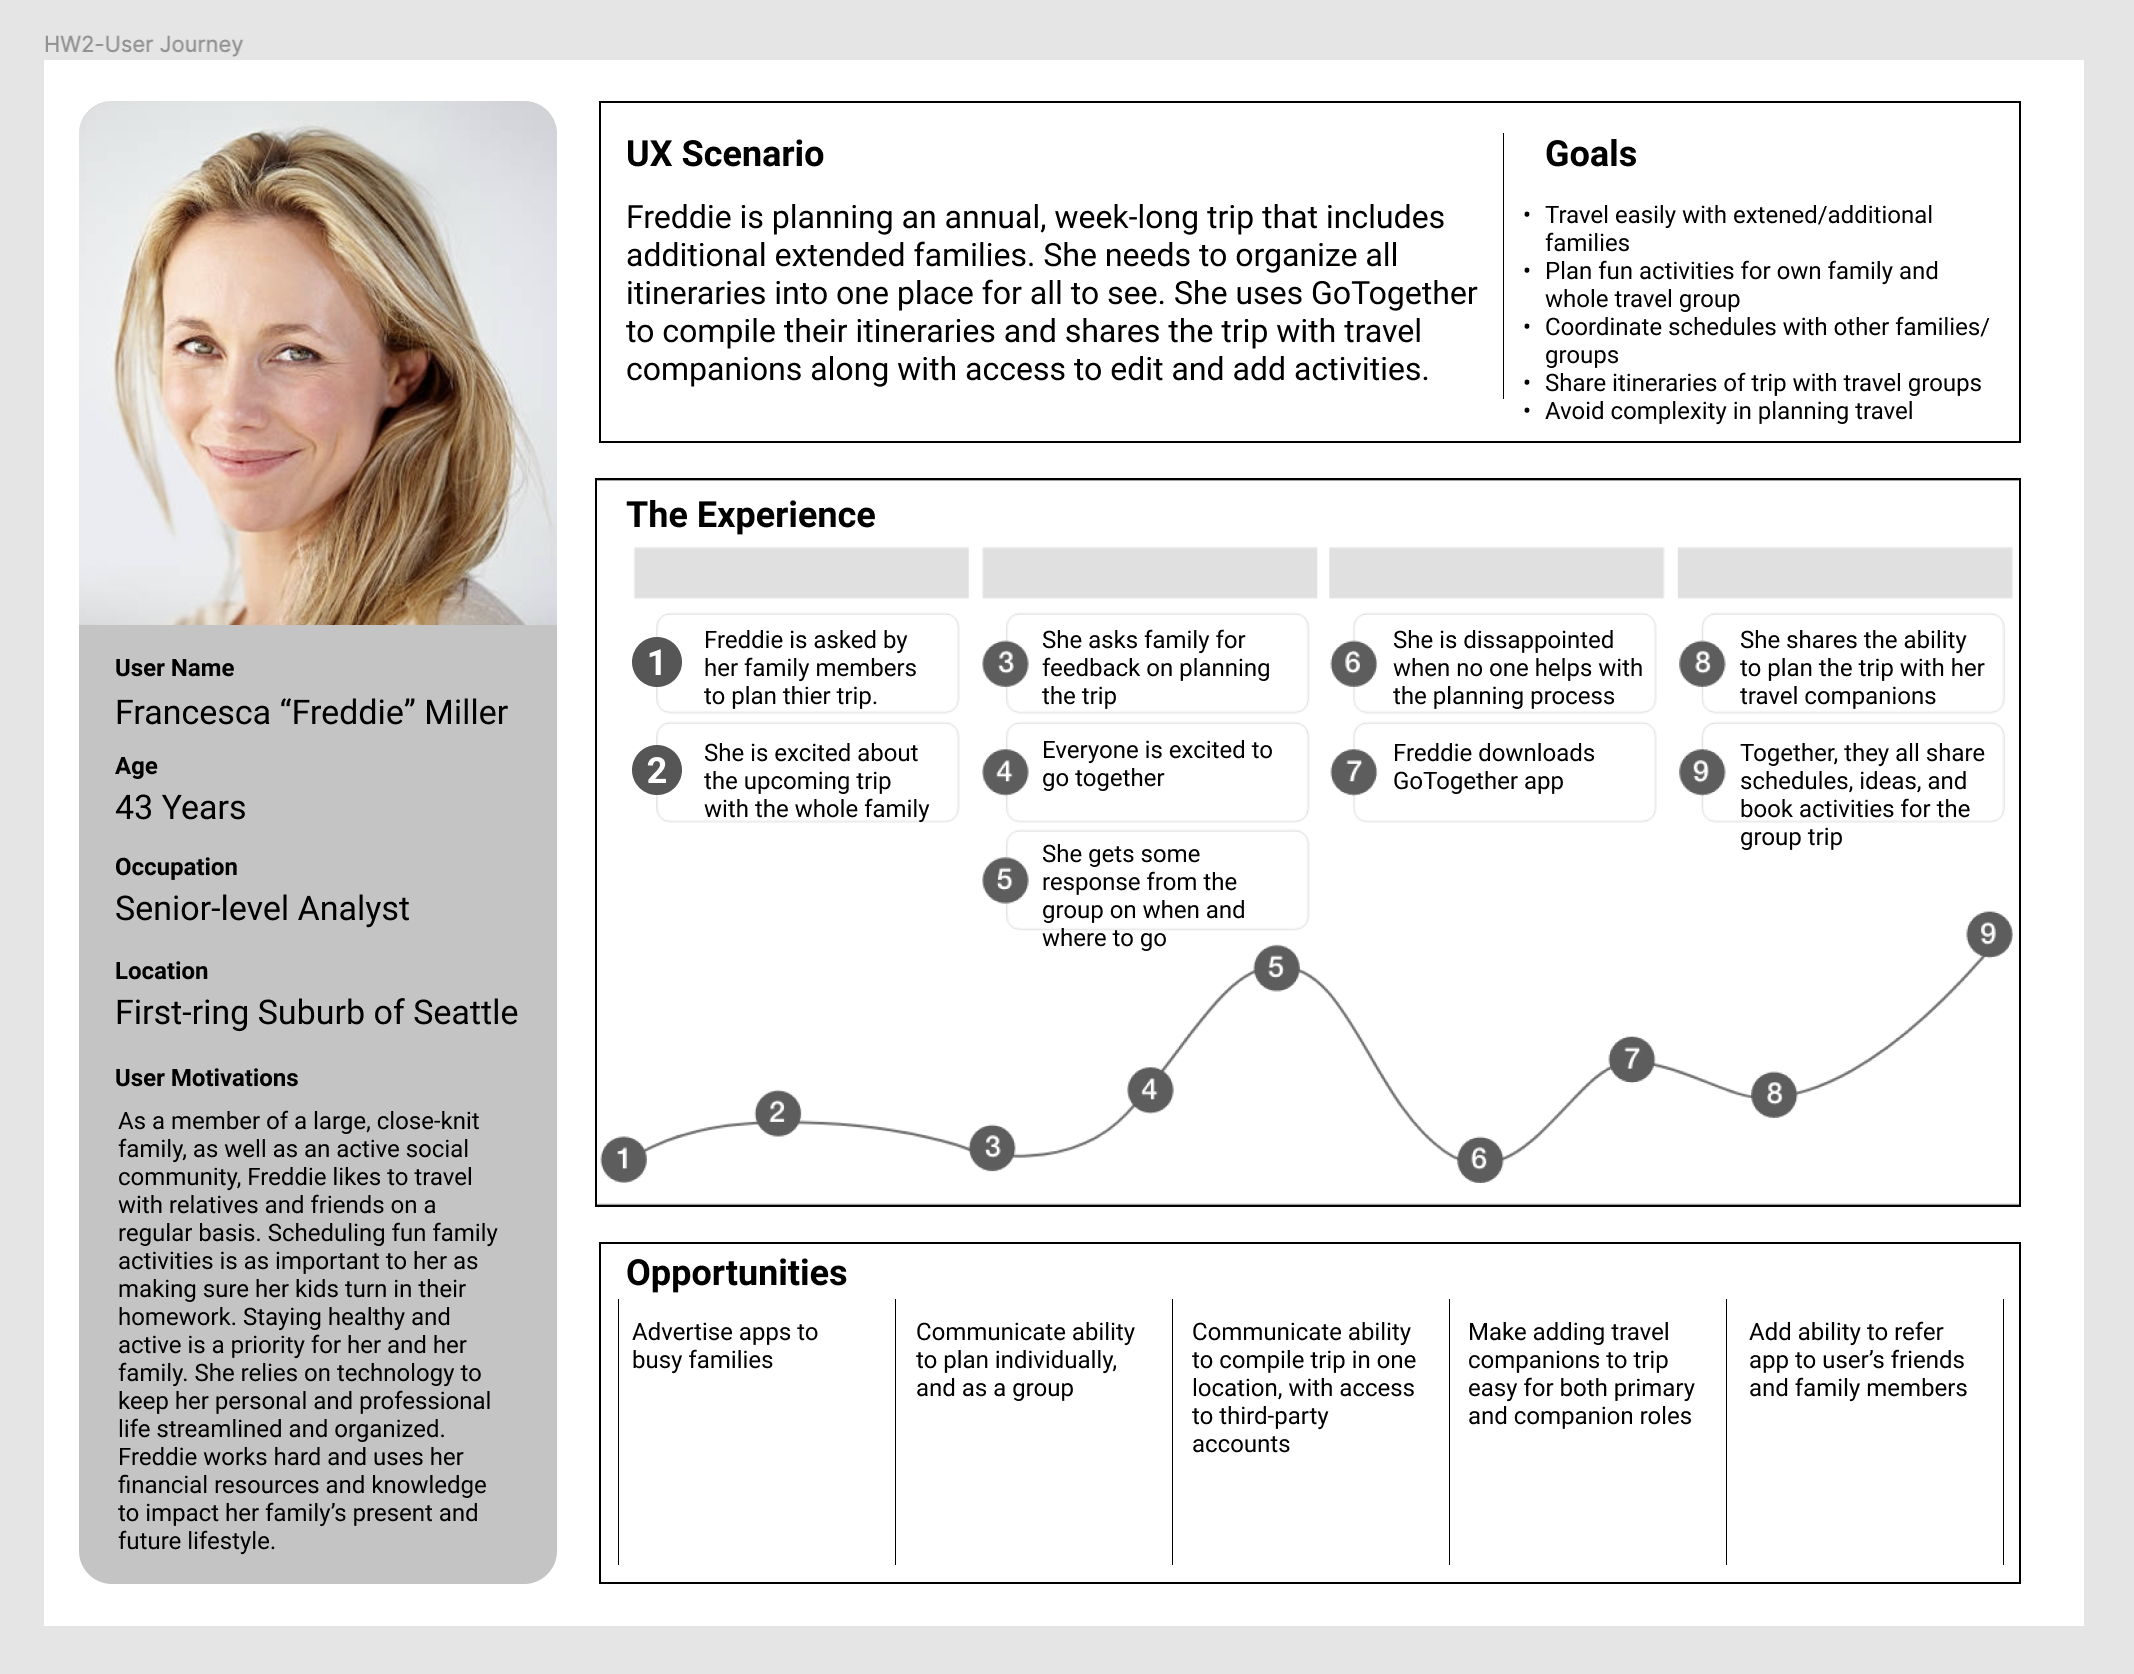 HW2-User Journey
User Name
Francesca “Freddie” Miller
Age
43 Years
Occupation
Senior-level Analyst
Location
First-ring Suburb of Seattle
User Motivations
As a member of a large, close-knit
family, as well as an active social
community, Freddie likes to travel
with relatives and friends on a
regular basis. Scheduling fun family
activities is as important to her as
making sure her kids turn in their
homework. Staying healthy and
active is a priority for her and her
family. She relies on technology to
keep her personal and professional
life streamlined and organized.
Freddie works hard and uses her
financial resources and knowledge
to impact her family’s present and
future lifestyle.
UX Scenario
Freddie is planning an annual, week-long trip that includes
additional extended families. She needs to organize all
itineraries into one place for all to see. She uses GoTogether
to compile their itineraries and shares the trip with travel
companions along with access to edit and add activities.
Goals
• Travel easily with extened/additional
families
• Plan fun activities for own family and
whole travel group
• Coordinate schedules with other families/
groups
• Share itineraries of trip with travel groups
• Avoid complexity in planning travel
The Experience
1
Freddie is asked by
her family members
to plan thier trip.
2
She is excited about
the upcoming trip
with the whole family
3
She asks family for
feedback on planning
the trip
4
Everyone is excited to
go together
5
She gets some
response from the
group on when and
where to go
6
She is dissappointed
when no one helps with
the planning process
7
Freddie downloads
GoTogether app
8
She shares the ability
to plan the trip with her
travel companions
9
Together, they all share
schedules, ideas, and
book activities for the
group trip
1
2
3
4
5
6
7
8
9
Opportunities
Advertise apps to
busy families
Communicate ability
to plan individually,
and as a group
Communicate ability
to compile trip in one
location, with access
to third-party
accounts
Make adding travel
companions to trip
easy for both primary
and companion roles
Add ability to refer
app to user’s friends
and family members